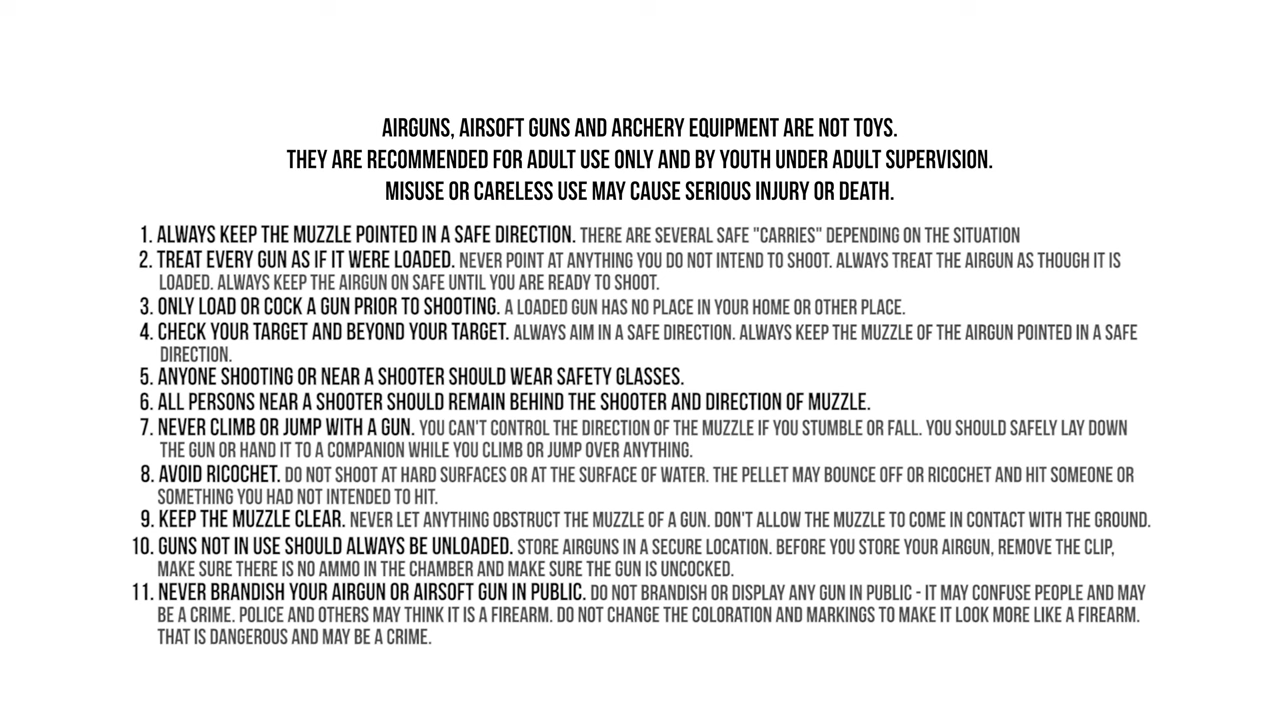 AIRGUNS, AIRSOFT GUNS AND ARCHERY EQUIPMENT ARE NOT TOYS.
THEY ARE RECOMMENDED FOR ADULT USE ONLY AND BY YOUTH UNDER ADULT SUPERVISION.
MISUSE OR CARELESS USE MAY CAUSE SERIOUS INJURY OR DEATH.
1. ALWAYS KEEP THE MUZZLE POINTED IN A SAFE DIRECTION. THERE ARE SEVERAL SAFE "CARRIES" DEPENDING ON THE SITUATION
2. TREAT EVERY GUN AS IF IT WERE LOADED. NEVER POINT AT ANYTHING YOU DO NOT INTEND TO SHOOT. ALWAYS TREAT THE AIRGUN AS THOUGH IT IS
LOADED. ALWAYS KEEP THE AIRGUN ON SAFE UNTIL YOU ARE READY TO SHOOT.
3. ONLY LOAD OR COCK A GUN PRIOR TO SHOOTING. A LOADED GUN HAS NO PLACE IN YOUR HOME OR OTHER PLACE.
4. CHECK YOUR TARGET AND BEYOND YOUR TARGET. ALWAYS AIM IN A SAFE DIRECTION. ALWAYS KEEP THE MUZZLE OF THE AIRGUN POINTED IN A SAFE
DIRECTION.
5. ANYONE SHOOTING OR NEAR A SHOOTER SHOULD WEAR SAFETY GLASSES.
6. ALL PERSONS NEAR A SHOOTER SHOULD REMAIN BEHIND THE SHOOTER AND DIRECTION OF MUZZLE.
7. NEVER CLIMB OR JUMP WITH A GUN. YOU CAN'T CONTROL THE DIRECTION OF THE MUZZLE IF YOU STUMBLE OR FALL. YOU SHOULD SAFELY LAY DOWN
THE GUN OR HAND IT TO A COMPANION WHILE YOU CLIMB OR JUMP OVER ANYTHING.
8. AVOID RICOCHET. DO NOT SHOOT AT HARD SURFACES OR AT THE SURFACE OF WATER. THE PELLET MAY BOUNCE OFF OR RICOCHET AND HIT SOMEONE OR
SOMETHING YOU HAD NOT INTENDED TO HIT.
9. KEEP THE MUZZLE CLEAR. NEVER LET ANYTHING OBSTRUCT THE MUZZLE OF A GUN. DON'T ALLOW THE MUZZLE TO COME IN CONTACT WITH THE GROUND.
10. GUNS NOT IN USE SHOULD ALWAYS BE UNLOADED. STORE AIRGUNS IN A SECURE LOCATION. BEFORE YOU STORE YOUR AIRGUN, REMOVE THE CLIP,
MAKE SURE THERE IS NO AMMO IN THE CHAMBER AND MAKE SURE THE GUN IS UNCOCKED.
11. NEVER BRANDISH YOUR AIRGUN OR AIRSOFT GUN IN PUBLIC. DO NOT BRANDISH OR DISPLAY ANY GUN IN PUBLIC - IT MAY CONFUSE PEOPLE AND MAY
BE A CRIME. POLICE AND OTHERS MAY THINK IT IS A FIREARM. DO NOT CHANGE THE COLORATION AND MARKINGS TO MAKE IT LOOK MORE LIKE A FIREARM.
THAT IS DANGEROUS AND MAY BE A CRIME.